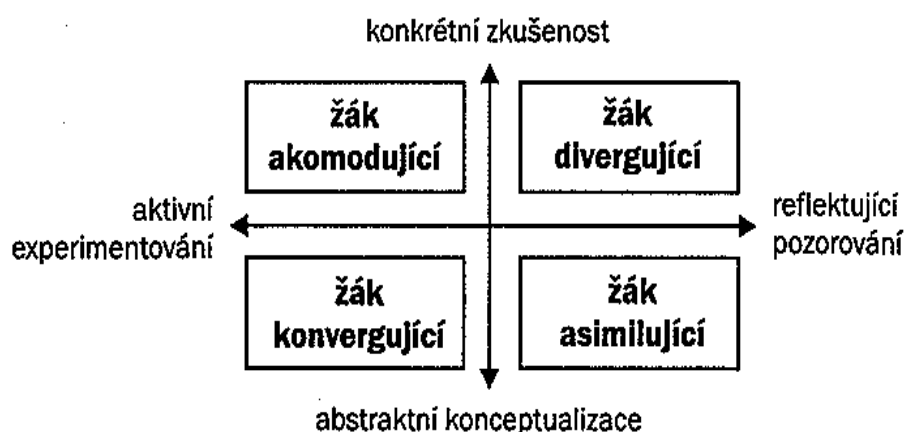 konkrétní zkušenost
žák
akomodující
žák
divergující
aktivní
experimentování
reflektující
pozorování
žák
konvergující
žák
asimilující
abstraktní konceptualizace